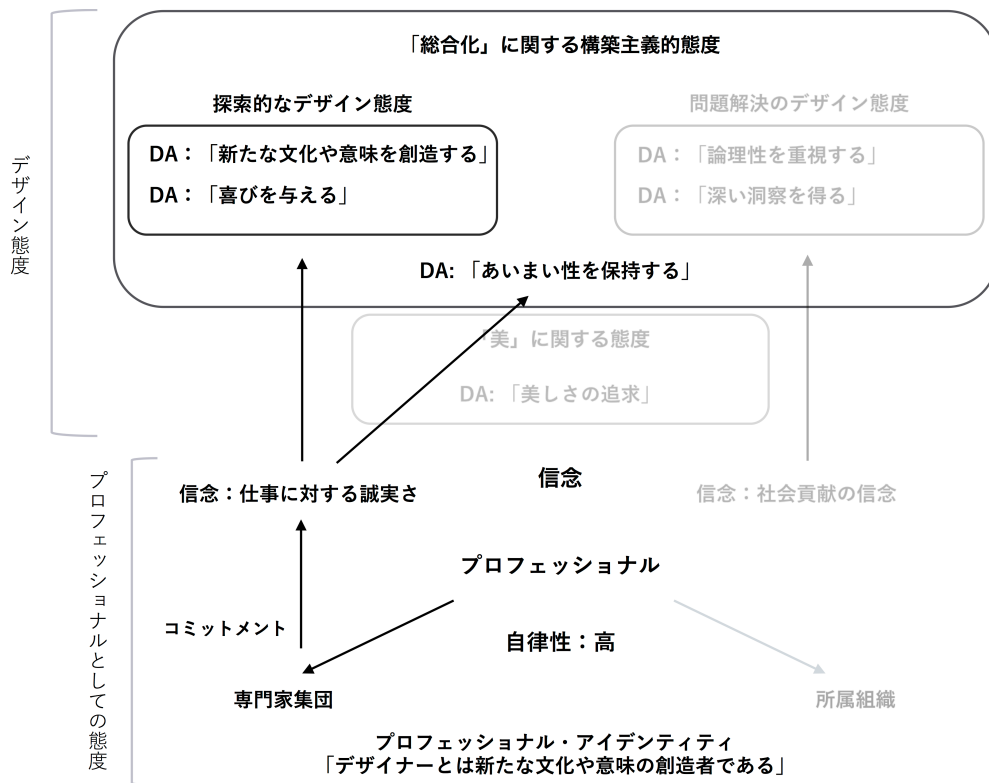 「総合化」に関する構築主義的態度
探索的なデザイン態度
問題解決のデザイン態度
DA：「新たな文化や意味を創造する」
DA：「喜びを与える」
DA：「論理性を重視する」
DA：「深い洞察を得る」
DA: 「あいまい性を保持する」
「美」に関する態度
DA: 「美しさの追求」
デザイン態度
信念：仕事に対する誠実さ
信念
信念：社会貢献の信念
プロフェッショナル
コミットメント
自律性：高
専門家集団
所属組織
プロフェッショナル・アイデンティティ
「デザイナーとは新たな文化や意味の創造者である」
プロフェッショナルとしての態度